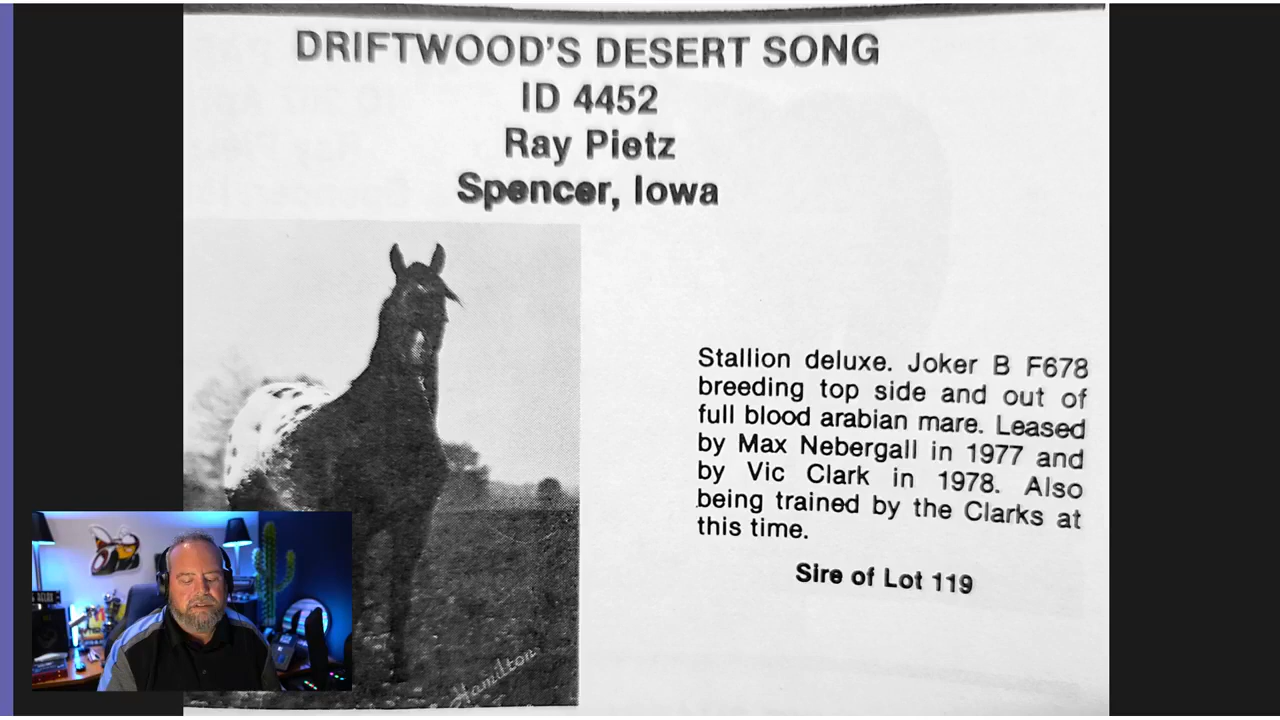 DRIFTWOOD'S DESERT SONG
ID 4452
Ray Pietz
Spencer, Iowa
Stallion deluxe. Joker B F678
breeding top side and out of
full blood arabian mare. Leased
by Max Nebergall in 1977 and
by Vic Clark in 1978. Also
being trained by the Clarks at
this time.
Sire of Lot 119
Hamilton